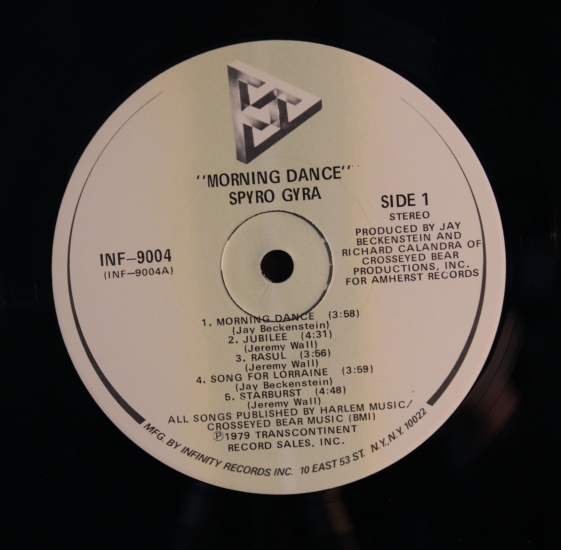 "MORNING DANCE"
SPYRO GYRA
SIDE 1
STEREO
PRODUCED BY JAY
BECKENSTEIN AND
RICHARD CALANDRA OF
CROSSEYED BEAR
PRODUCTIONS, INC.
FOR AMHERST RECORDS
INF-9004
(INF-9004A)
1. MORNING DANCE (3:58)
(Jay Beckenstein)
2. JUBILEE (4:31)
(Jeremy Wall)
3. RASUL (3:56)
(Jeremy Wall)
4. SONG FOR LORRAINE (3:59)
(Jay Beckenstein)
5. STARBURST (4:48)
(Jeremy Wall)
ALL SONGS PUBLISHED BY HARLEM MUSIC/
CROSSEYED BEAR MUSIC (BMI)
℗1979 TRANSCONTINENT
RECORD SALES, INC.
MFG. BY INFINITY RECORDS INC. 10 EAST 53 ST. N.Y.,N.Y. 10022